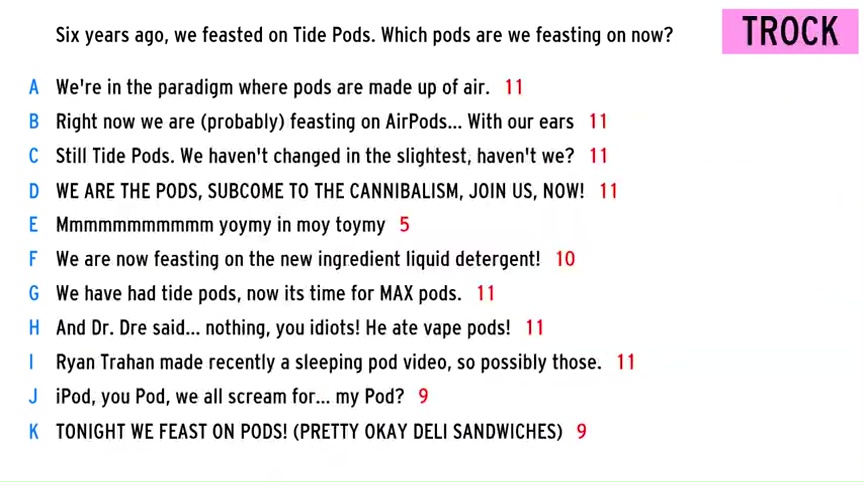 Six years ago, we feasted on Tide Pods. Which pods are we feasting on now?
TROCK
A We're in the paradigm where pods are made up of air. 11
B Right now we are (probably) feasting on AirPods... With our ears 11
C Still Tide Pods. We haven't changed in the slightest, haven't we? 11
D WE ARE THE PODS, SUBCOME TO THE CANNIBALISM, JOIN US, NOW! 11
E Mmmmmmmmmmm yoymy in moy toymy 5
F We are now feasting on the new ingredient liquid detergent! 10
G We have had tide pods, now its time for MAX pods. 11
H And Dr. Dre said... nothing, you idiots! He ate vape pods! 11
I Ryan Trahan made recently a sleeping pod video, so possibly those. 11
J iPod, you Pod, we all scream for... my Pod? 9
K TONIGHT WE FEAST ON PODS! (PRETTY OKAY DELI SANDWICHES) 9